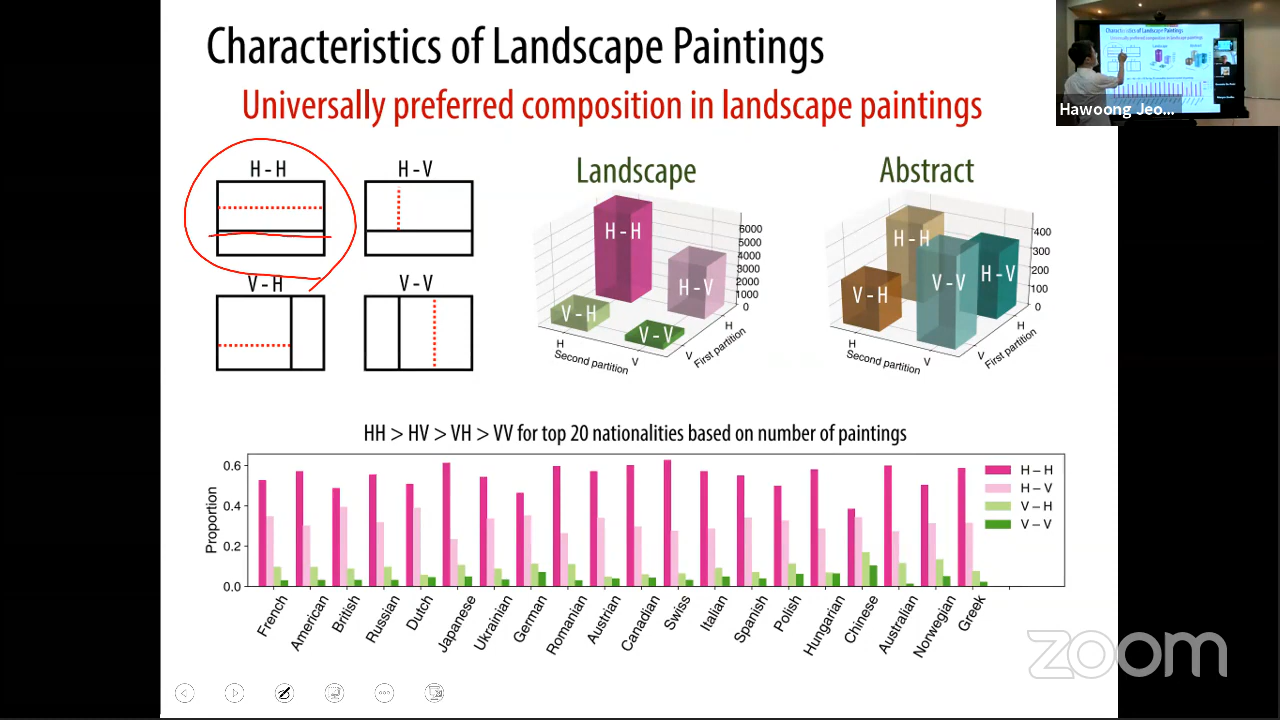 Characteristics of Landscape Paintings
Universally preferred composition in landscape paintings
Hawoong Jeo...
H - H
H - V
V - H
V - V
Landscape
H - H
H - V
V - H
V - V
6000
5000
4000
3000
2000
1000
0
H
V
Second partition
H
V
First partition
Abstract
H - H
V - H
V - V
H - V
400
300
200
100
0
H
V
Second partition
H
V
First partition
HH > HV > VH > VV for top 20 nationalities based on number of paintings
Proportion
0.6
0.4
0.2
0.0
H – H
H – V
V – H
V – V
French
American
British
Russian
Dutch
Japanese
Ukrainian
German
Romanian
Austrian
Canadian
Swiss
Italian
Spanish
Polish
Hungarian
Chinese
Australian
Norwegian
Greek
zoom